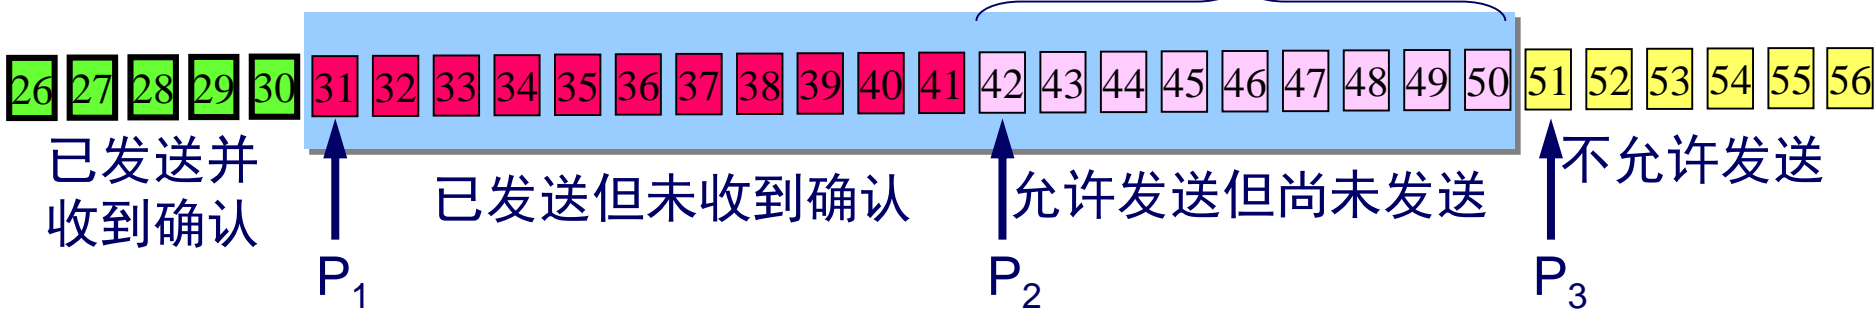 26 27 28 29 30 31 32 33 34 35 36 37 38 39 40 41 42 43 44 45 46 47 48 49 50 51 52 53 54 55 56
已发送并
收到确认
已发送但未收到确认
允许发送但尚未发送
不允许发送
P₁ P₂ P₃